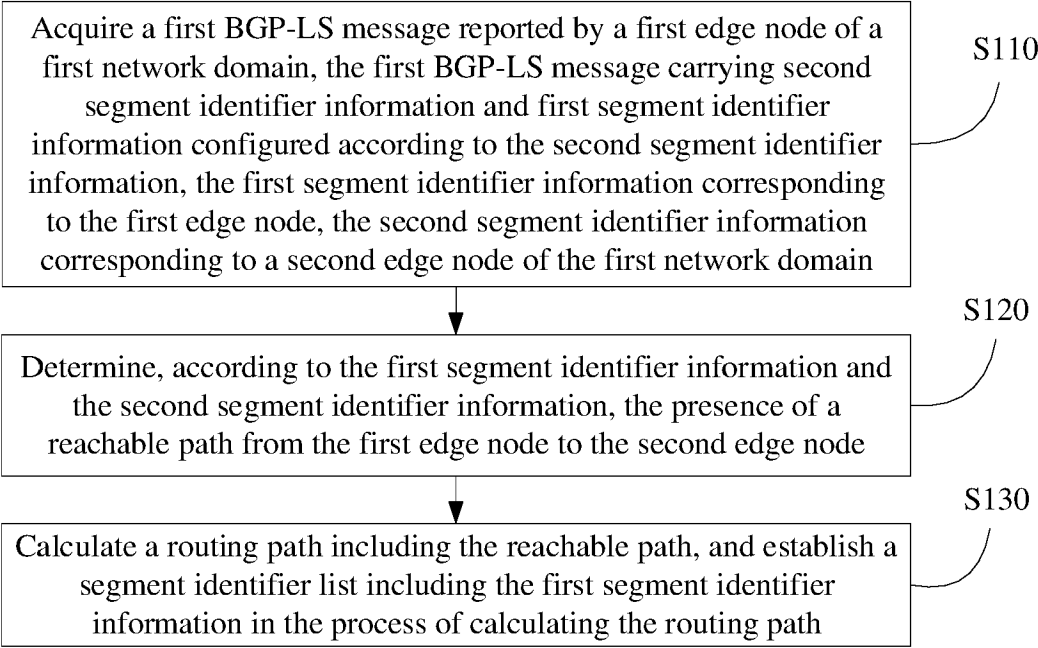 Acquire a first BGP-LS message reported by a first edge node of a
first network domain, the first BGP-LS message carrying second
segment identifier information and first segment identifier
information configured according to the second segment identifier
information, the first segment identifier information corresponding
to the first edge node, the second segment identifier information
corresponding to a second edge node of the first network domain
S110
Determine, according to the first segment identifier information and
the second segment identifier information, the presence of a
reachable path from the first edge node to the second edge node
S120
Calculate a routing path including the reachable path, and establish a
segment identifier list including the first segment identifier
information in the process of calculating the routing path
S130